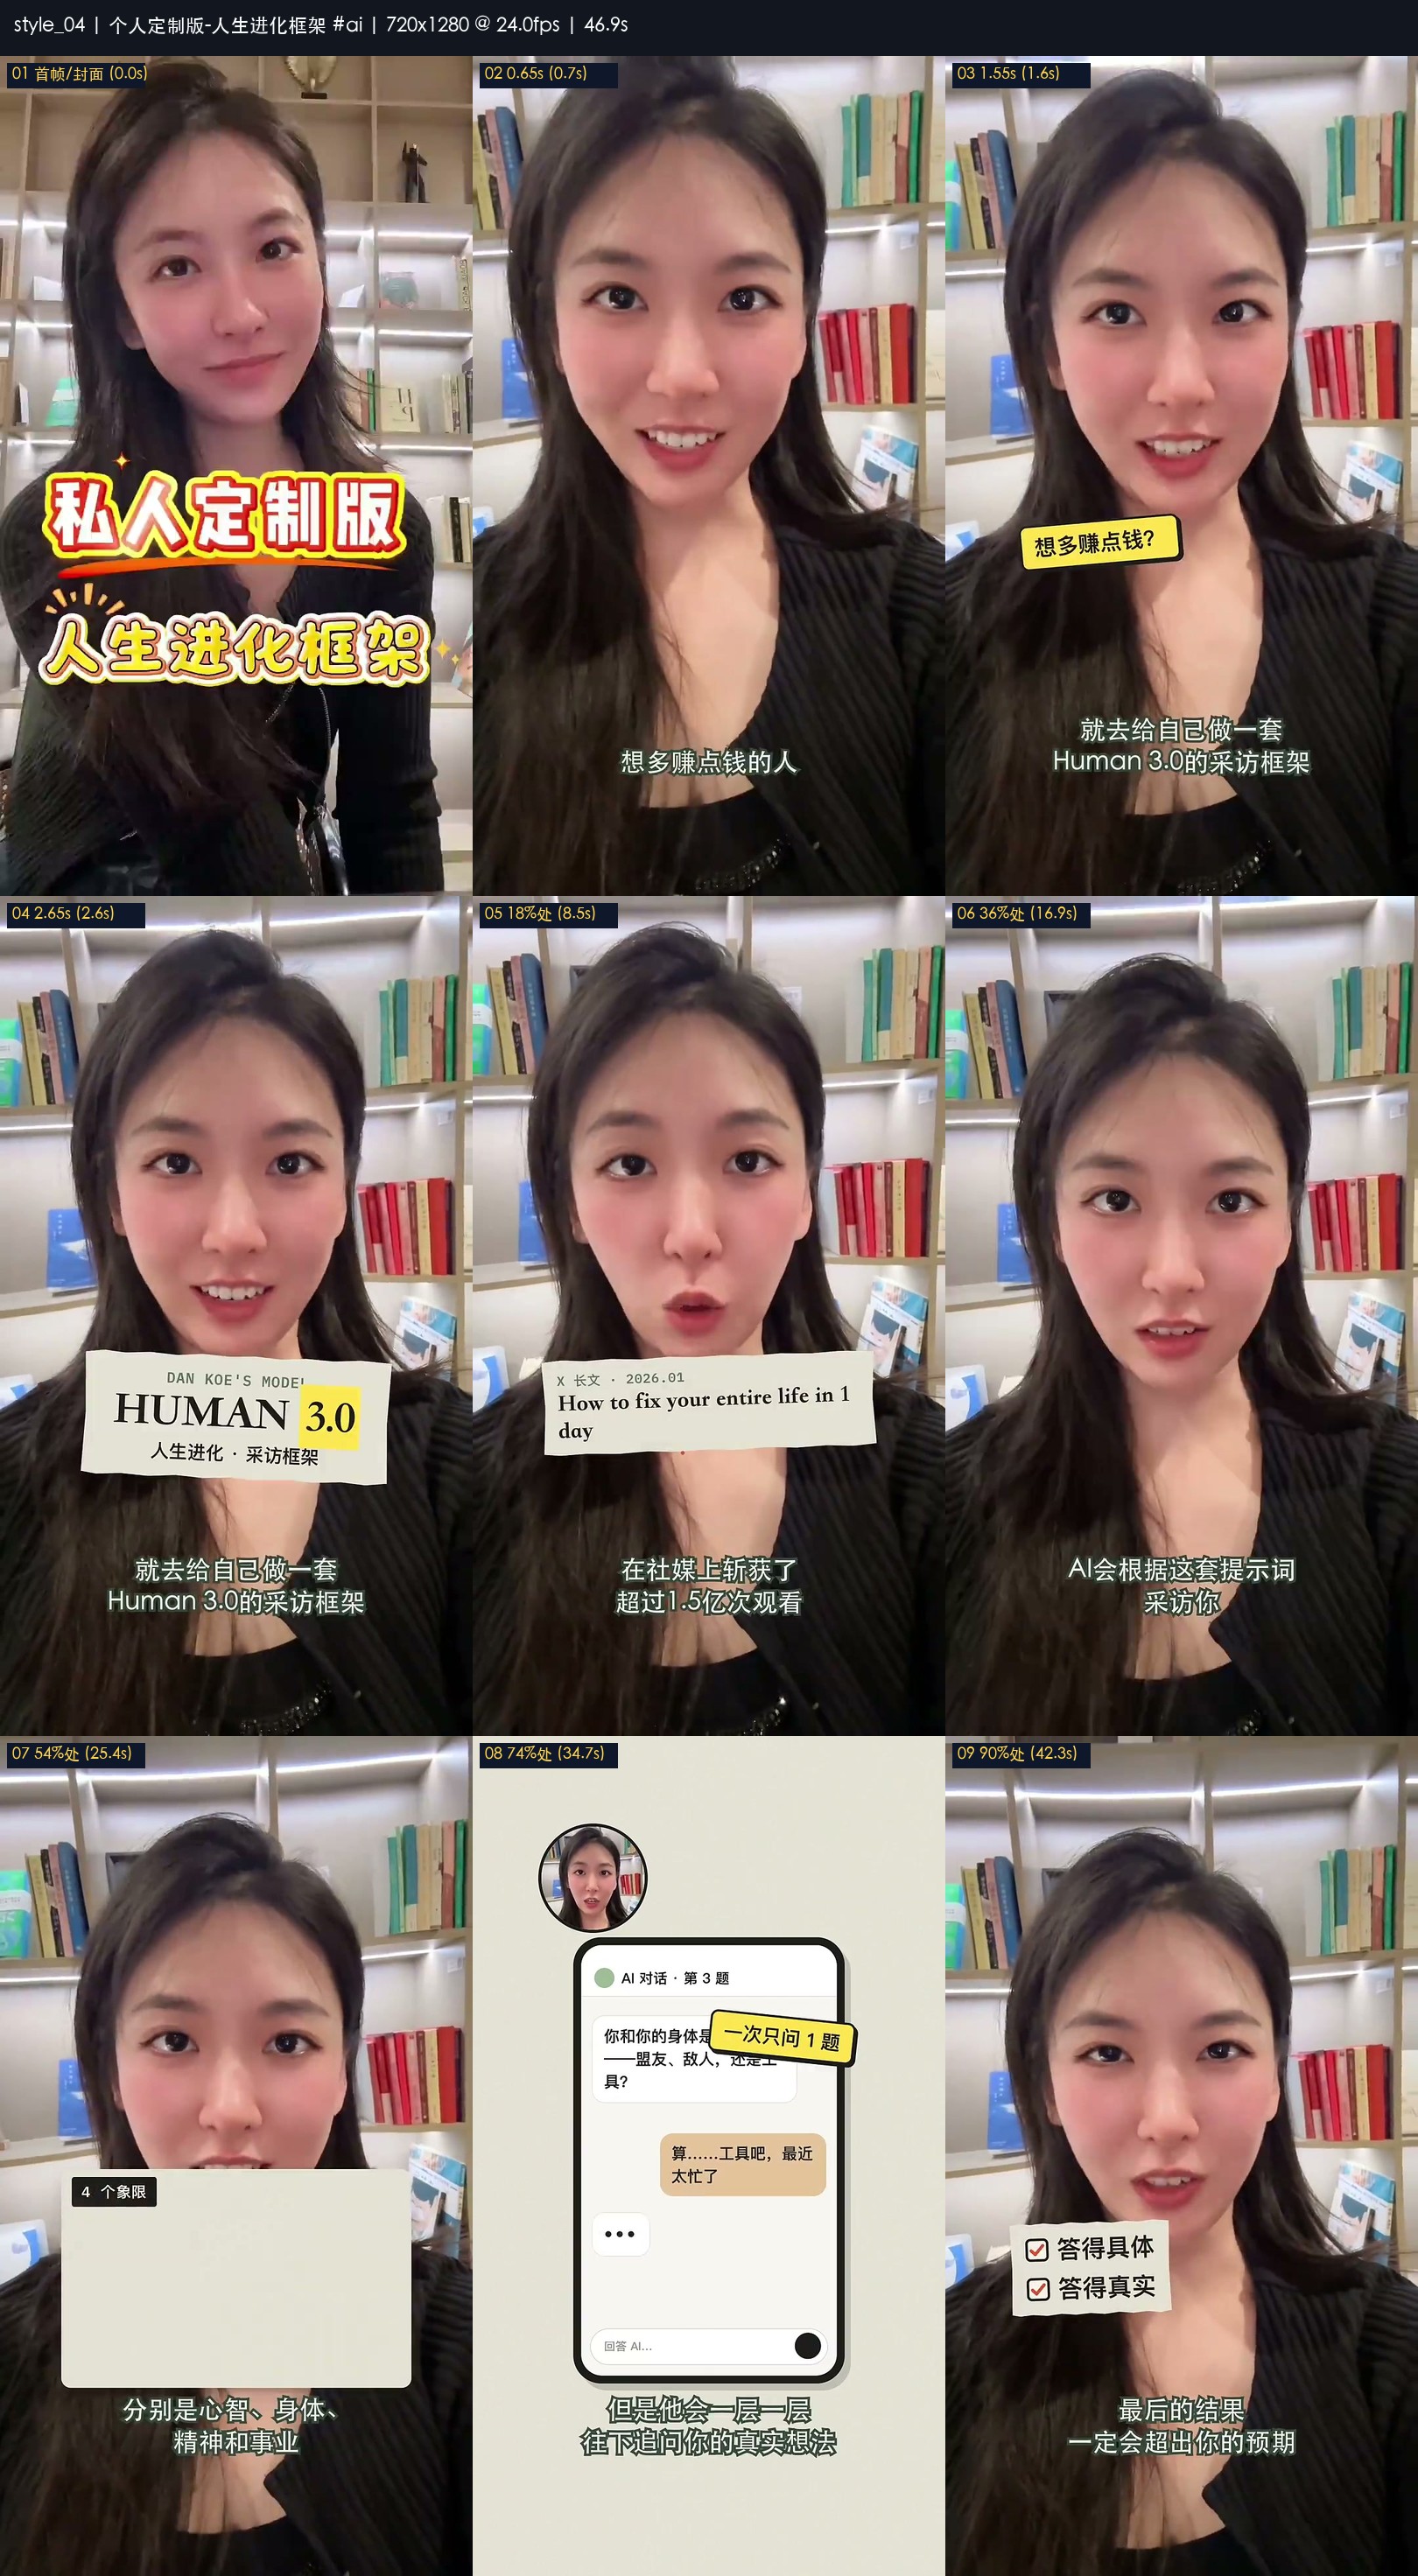 style_04 | 个人定制版-人生进化框架 #ai | 720x1280 @ 24.0fps | 46.9s
01 首帧/封面 (0.0s)
私人定制版
人生进化框架
02 0.65s (0.7s)
想多赚点钱的人
03 1.55s (1.6s)
想多赚点钱?
就去给自己做一套
Human 3.0的采访框架
04 2.65s (2.6s)
DAN KOE'S MODEL
HUMAN 3.0
人生进化 · 采访框架
就去给自己做一套
Human 3.0的采访框架
05 18%处 (8.5s)
X 长文 · 2026.01
How to fix your entire life in 1
day
在社媒上斩获了
超过1.5亿次观看
06 36%处 (16.9s)
AI会根据这套提示词
采访你
07 54%处 (25.4s)
4 个象限
分别是心智、身体、
精神和事业
08 74%处 (34.7s)
AI 对话 · 第 3 题
你和你的身体是
一次只问 1 题
——盟友、敌人，还是工
具?
算……工具吧，最近
太忙了
回答 AI...
但是他会一层一层
往下追问你的真实想法
09 90%处 (42.3s)
答得具体
答得真实
最后的结果
一定会超出你的预期